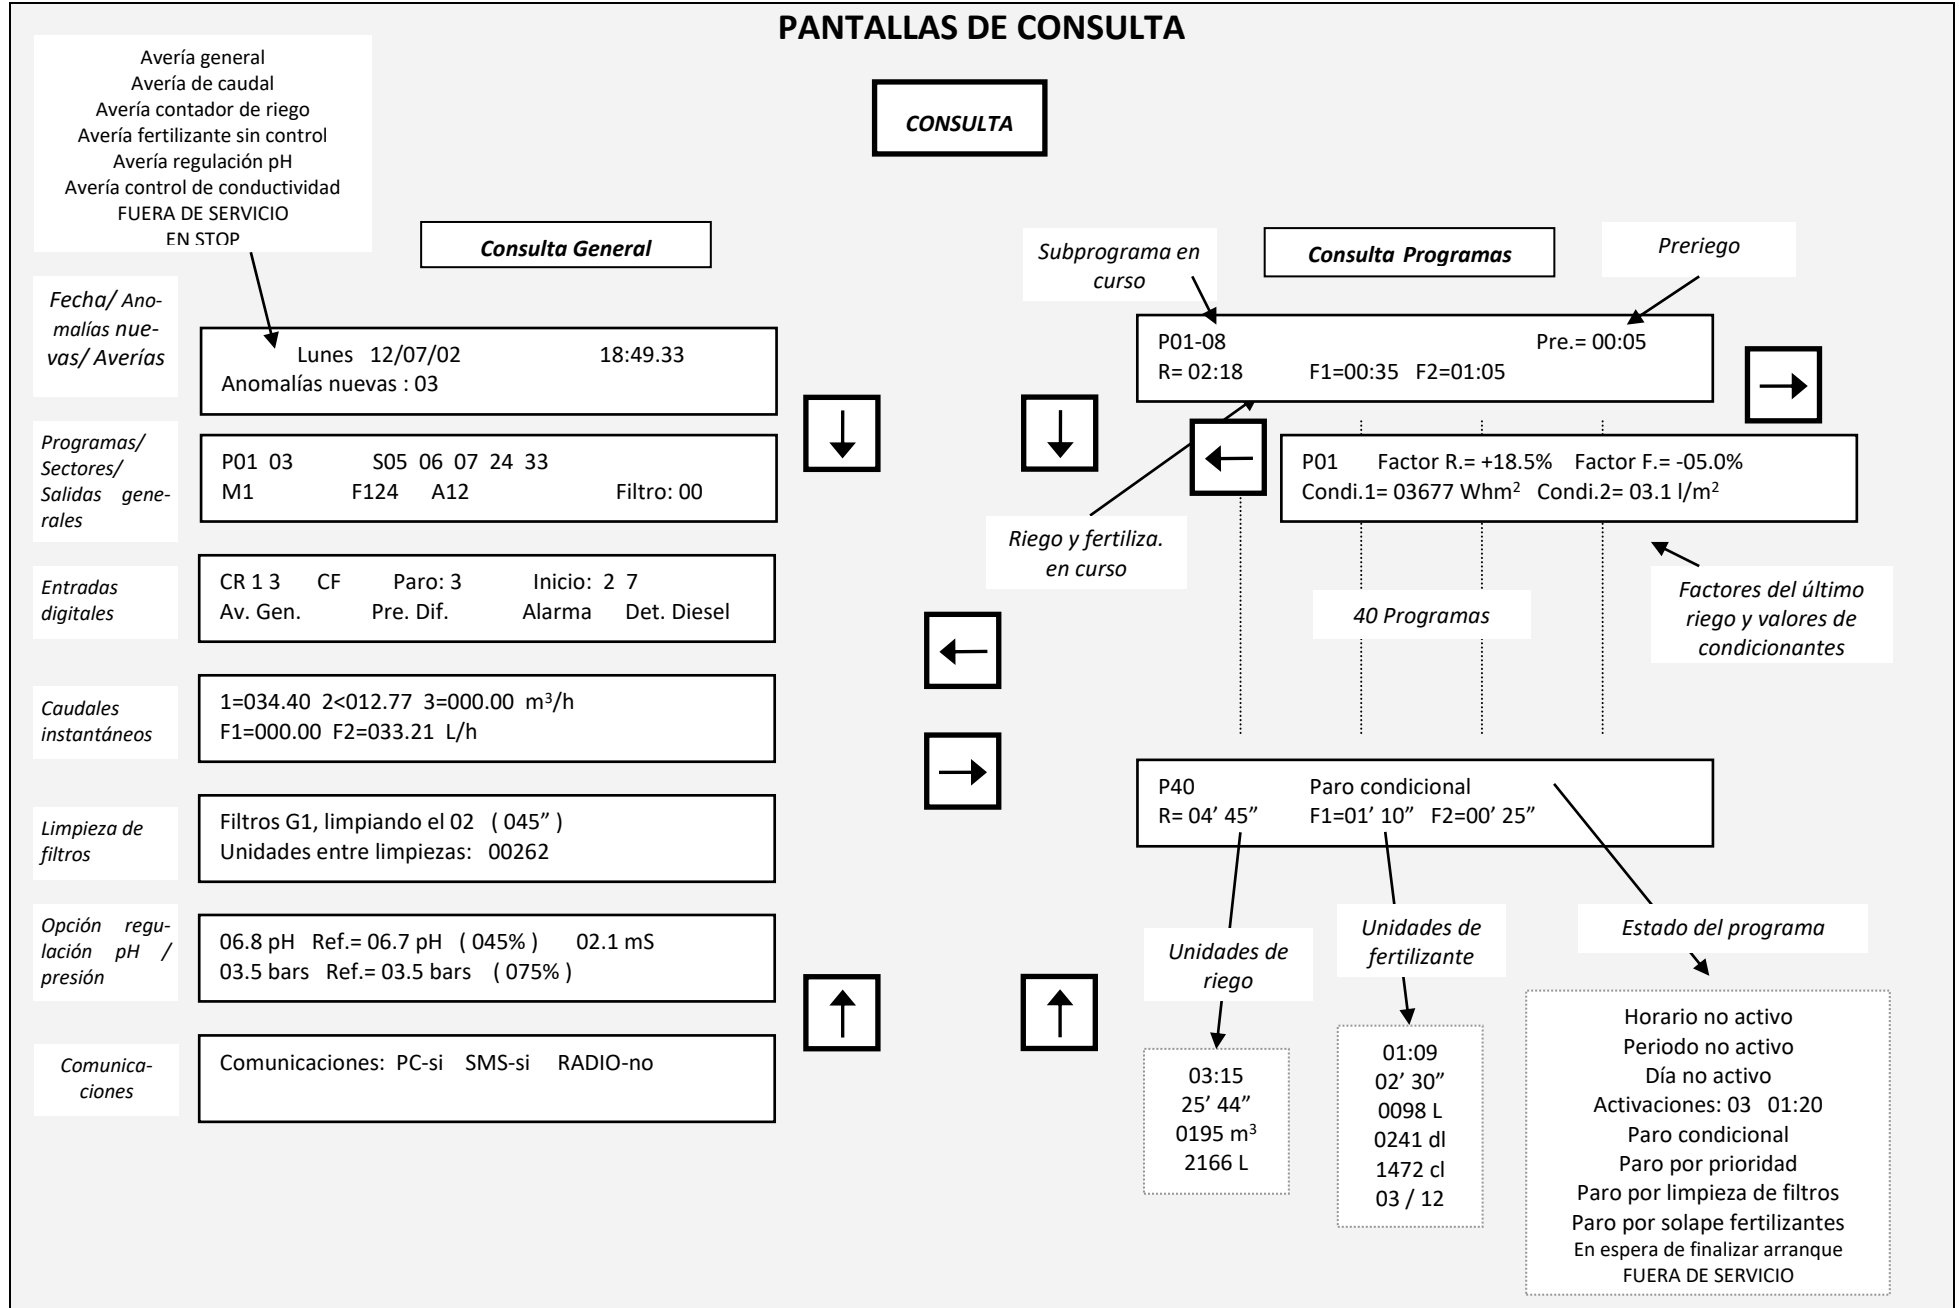 PANTALLAS DE CONSULTA
Avería general
Avería de caudal
Avería contador de riego
Avería fertilizante sin control
Avería regulación pH
Avería control de conductividad
FUERA DE SERVICIO
EN STOP
CONSULTA
Consulta General
Fecha/ Ano-
malías nue-
vas/ Averías
Lunes 12/07/02 18:49.33
Anomalías nuevas : 03
Programas/
Sectores/
Salidas gene-
rales
P01 03 S05 06 07 24 33
M1 F124 A12 Filtro: 00
Entradas
digitales
CR 1 3 CF Paro: 3 Inicio: 2 7
Av. Gen. Pre. Dif. Alarma Det. Diesel
Caudales
instantáneos
1=034.40 2<012.77 3=000.00 m³/h
F1=000.00 F2=033.21 L/h
Limpieza de
filtros
Filtros G1, limpiando el 02 ( 045” )
Unidades entre limpiezas: 00262
Opción regu-
lación pH /
presión
06.8 pH Ref.= 06.7 pH ( 045% ) 02.1 mS
03.5 bars Ref.= 03.5 bars ( 075% )
Comunica-
ciones
Comunicaciones: PC-si SMS-si RADIO-no
Subprograma en
curso
Consulta Programas
Preriego
P01-08 Pre.= 00:05
R= 02:18 F1=00:35 F2=01:05
P01 Factor R.= +18.5% Factor F.= -05.0%
Condi.1= 03677 Whm² Condi.2= 03.1 l/m²
Riego y fertiliza.
en curso
40 Programas
Factores del último
riego y valores de
condicionantes
P40 Paro condicional
R= 04’ 45” F1=01’ 10” F2=00’ 25”
Unidades de
riego
Unidades de
fertilizante
Estado del programa
03:15
25’ 44”
0195 m³
2166 L
01:09
02’ 30”
0098 L
0241 dl
1472 cl
03 / 12
Horario no activo
Periodo no activo
Día no activo
Activaciones: 03 01:20
Paro condicional
Paro por prioridad
Paro por limpieza de filtros
Paro por solape fertilizantes
En espera de finalizar arranque
FUERA DE SERVICIO